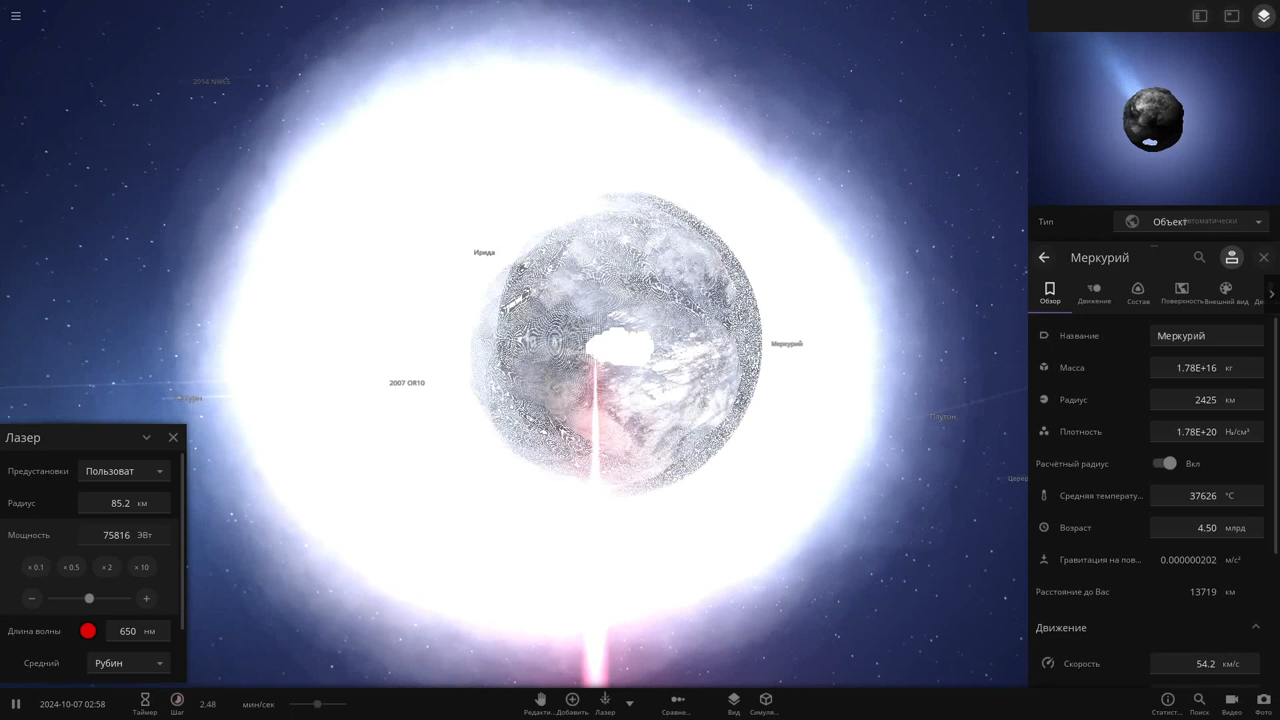 2014 NW65
Ирида
Меркурий
2007 OR10
Плутон
Лазер
Предустановки Пользоват
Радиус 85.2 км
Мощность 75816 ЭВт
× 0.1 × 0.5 × 2 × 10
Длина волны 650 нм
Средний Рубин
2024-10-07 02:58
Таймер
Шаг
2.48 мин/сек
Редакти...
Добавить
Лазер
Сравне...
Вид
Симуля...
Тип Объект
Меркурий
Обзор Движение Состав Поверхность Внешний вид
Название Меркурий
Масса 1.78E+16 кг
Радиус 2425 км
Плотность 1.78E+20 H₄/см³
Расчётный радиус Вкл
Средняя температу... 37626 °C
Возраст 4.50 млрд
Гравитация на пов... 0.000000202 м/с²
Расстояние до Вас 13719 км
Движение
Скорость 54.2 км/с
Статист...
Поиск
Видео
Фото